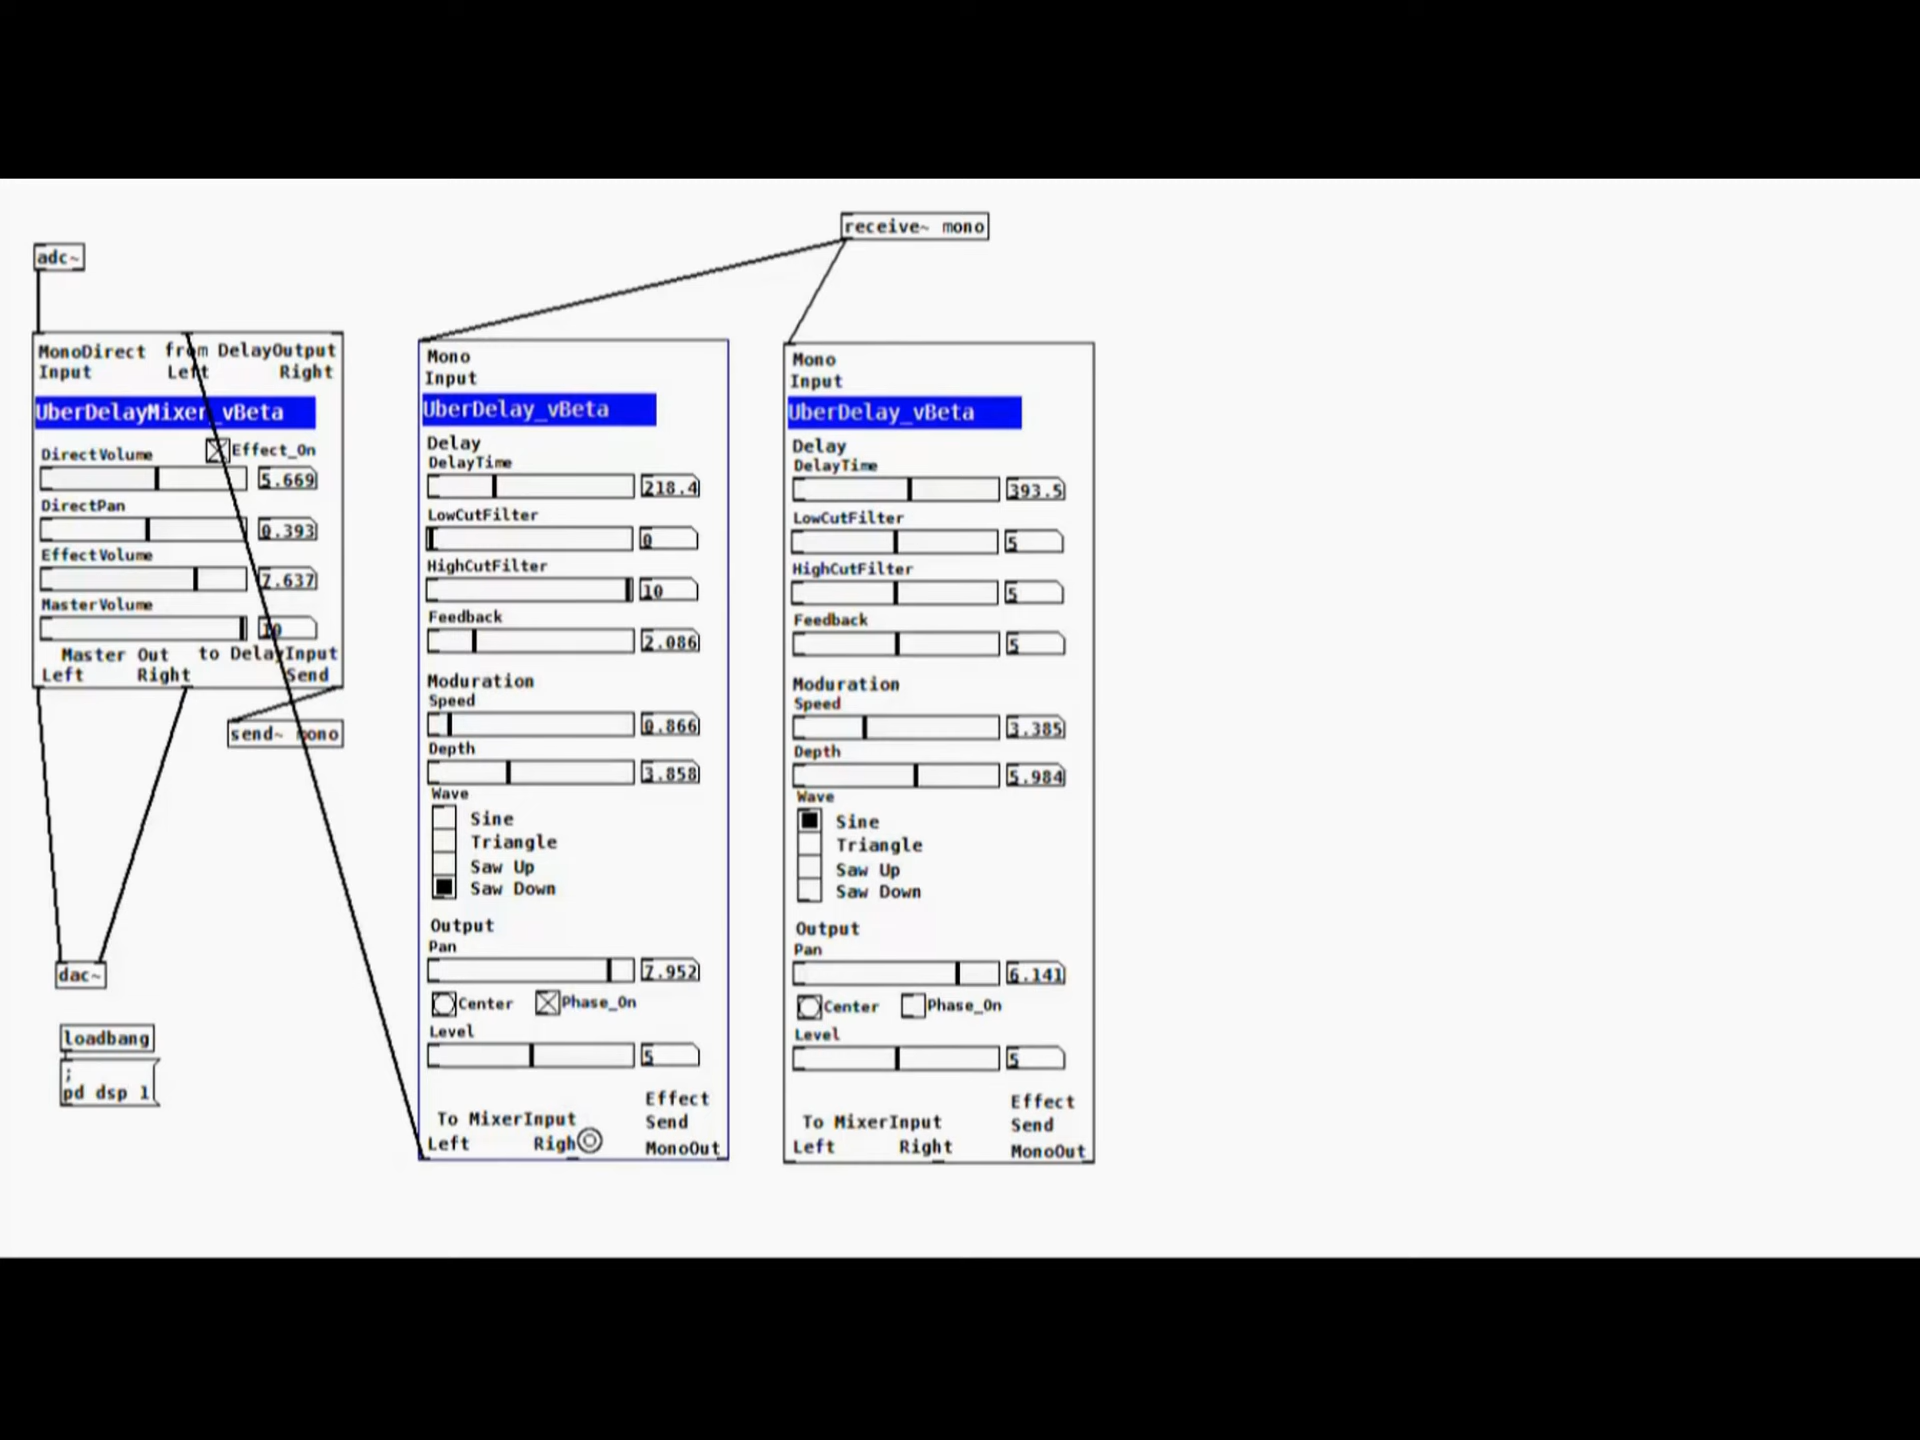 adc~
MonoDirect from DelayOutput
Input Left Right
UberDelayMixer_vBeta
Effect_On
DirectVolume
5.669
DirectPan
0.393
EffectVolume
7.637
MasterVolume
10
Master Out to DelayInput
Left Right Send
send~ mono
dac~
loadbang
;
pd dsp 1
receive~ mono
Mono
Input
UberDelay_vBeta
Delay
DelayTime
218.4
LowCutFilter
0
HighCutFilter
10
Feedback
2.086
Moduration
Speed
0.866
Depth
3.858
Wave
Sine
Triangle
Saw Up
Saw Down
Output
Pan
7.952
Center Phase_On
Level
5
Effect
To MixerInput Send
Left Righ MonoOut
Mono
Input
UberDelay_vBeta
Delay
DelayTime
393.5
LowCutFilter
5
HighCutFilter
5
Feedback
5
Moduration
Speed
3.385
Depth
5.984
Wave
Sine
Triangle
Saw Up
Saw Down
Output
Pan
6.141
Center Phase_On
Level
5
Effect
To MixerInput Send
Left Right MonoOut